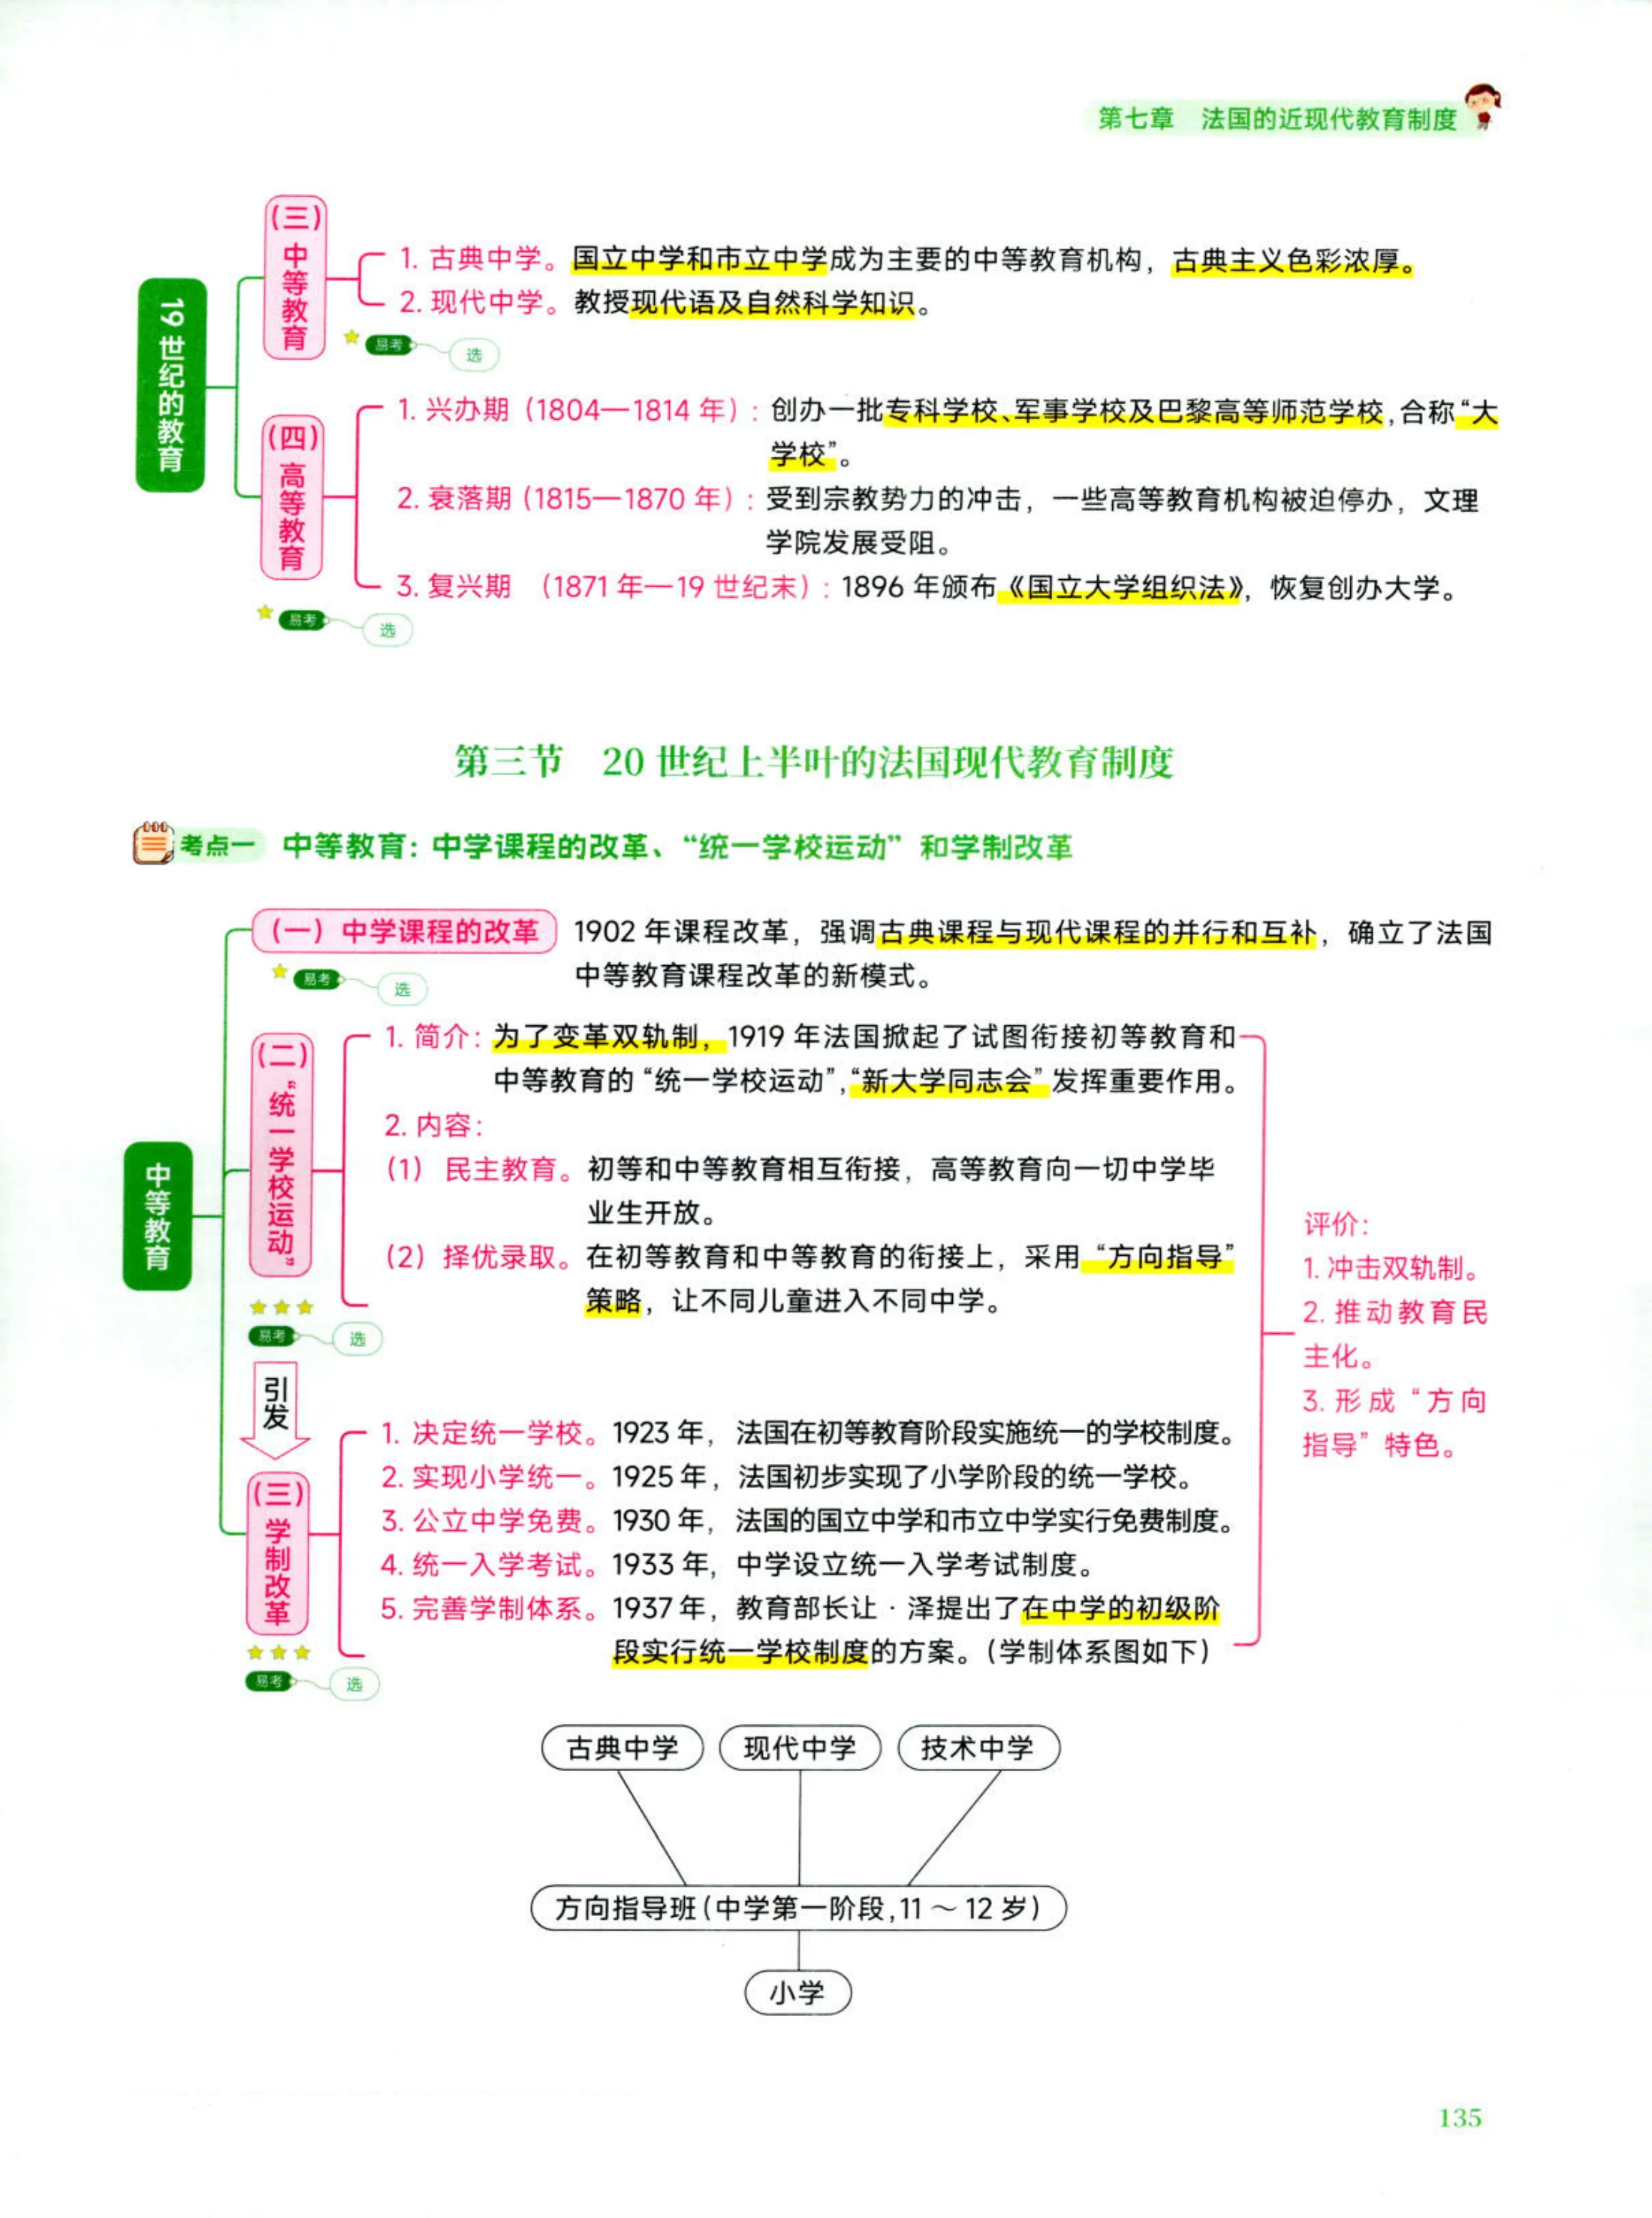 第七章 法国的近现代教育制度
19世纪的教育
(三)中等教育
1. 古典中学。国立中学和市立中学成为主要的中等教育机构，古典主义色彩浓厚。
2. 现代中学。教授现代语及自然科学知识。
易考 选
(四)高等教育
1. 兴办期（1804—1814 年）：创办一批专科学校、军事学校及巴黎高等师范学校，合称“大
学校”。
2. 衰落期（1815—1870 年）：受到宗教势力的冲击，一些高等教育机构被迫停办，文理
学院发展受阻。
3. 复兴期 （1871 年—19 世纪末）：1896 年颁布《国立大学组织法》，恢复创办大学。
易考 选
第三节 20 世纪上半叶的法国现代教育制度
考点一 中等教育：中学课程的改革、“统一学校运动”和学制改革
中等教育
（一）中学课程的改革 1902 年课程改革，强调古典课程与现代课程的并行和互补，确立了法国
中等教育课程改革的新模式。
易考 选
(二)“统一学校运动”
1. 简介：为了变革双轨制，1919 年法国掀起了试图衔接初等教育和
中等教育的“统一学校运动”，“新大学同志会”发挥重要作用。
2. 内容：
（1）民主教育。初等和中等教育相互衔接，高等教育向一切中学毕
业生开放。
（2）择优录取。在初等教育和中等教育的衔接上，采用“方向指导”
策略，让不同儿童进入不同中学。
易考 选
引发
(三)学制改革
1. 决定统一学校。1923 年，法国在初等教育阶段实施统一的学校制度。
2. 实现小学统一。1925 年，法国初步实现了小学阶段的统一学校。
3. 公立中学免费。1930 年，法国的国立中学和市立中学实行免费制度。
4. 统一入学考试。1933 年，中学设立统一入学考试制度。
5. 完善学制体系。1937 年，教育部长让·泽提出了在中学的初级阶
段实行统一学校制度的方案。（学制体系图如下）
易考 选
评价：
1. 冲击双轨制。
2. 推动教育民
主化。
3. 形成“方向
指导”特色。
古典中学 现代中学 技术中学
方向指导班（中学第一阶段，11～12 岁）
小学
135